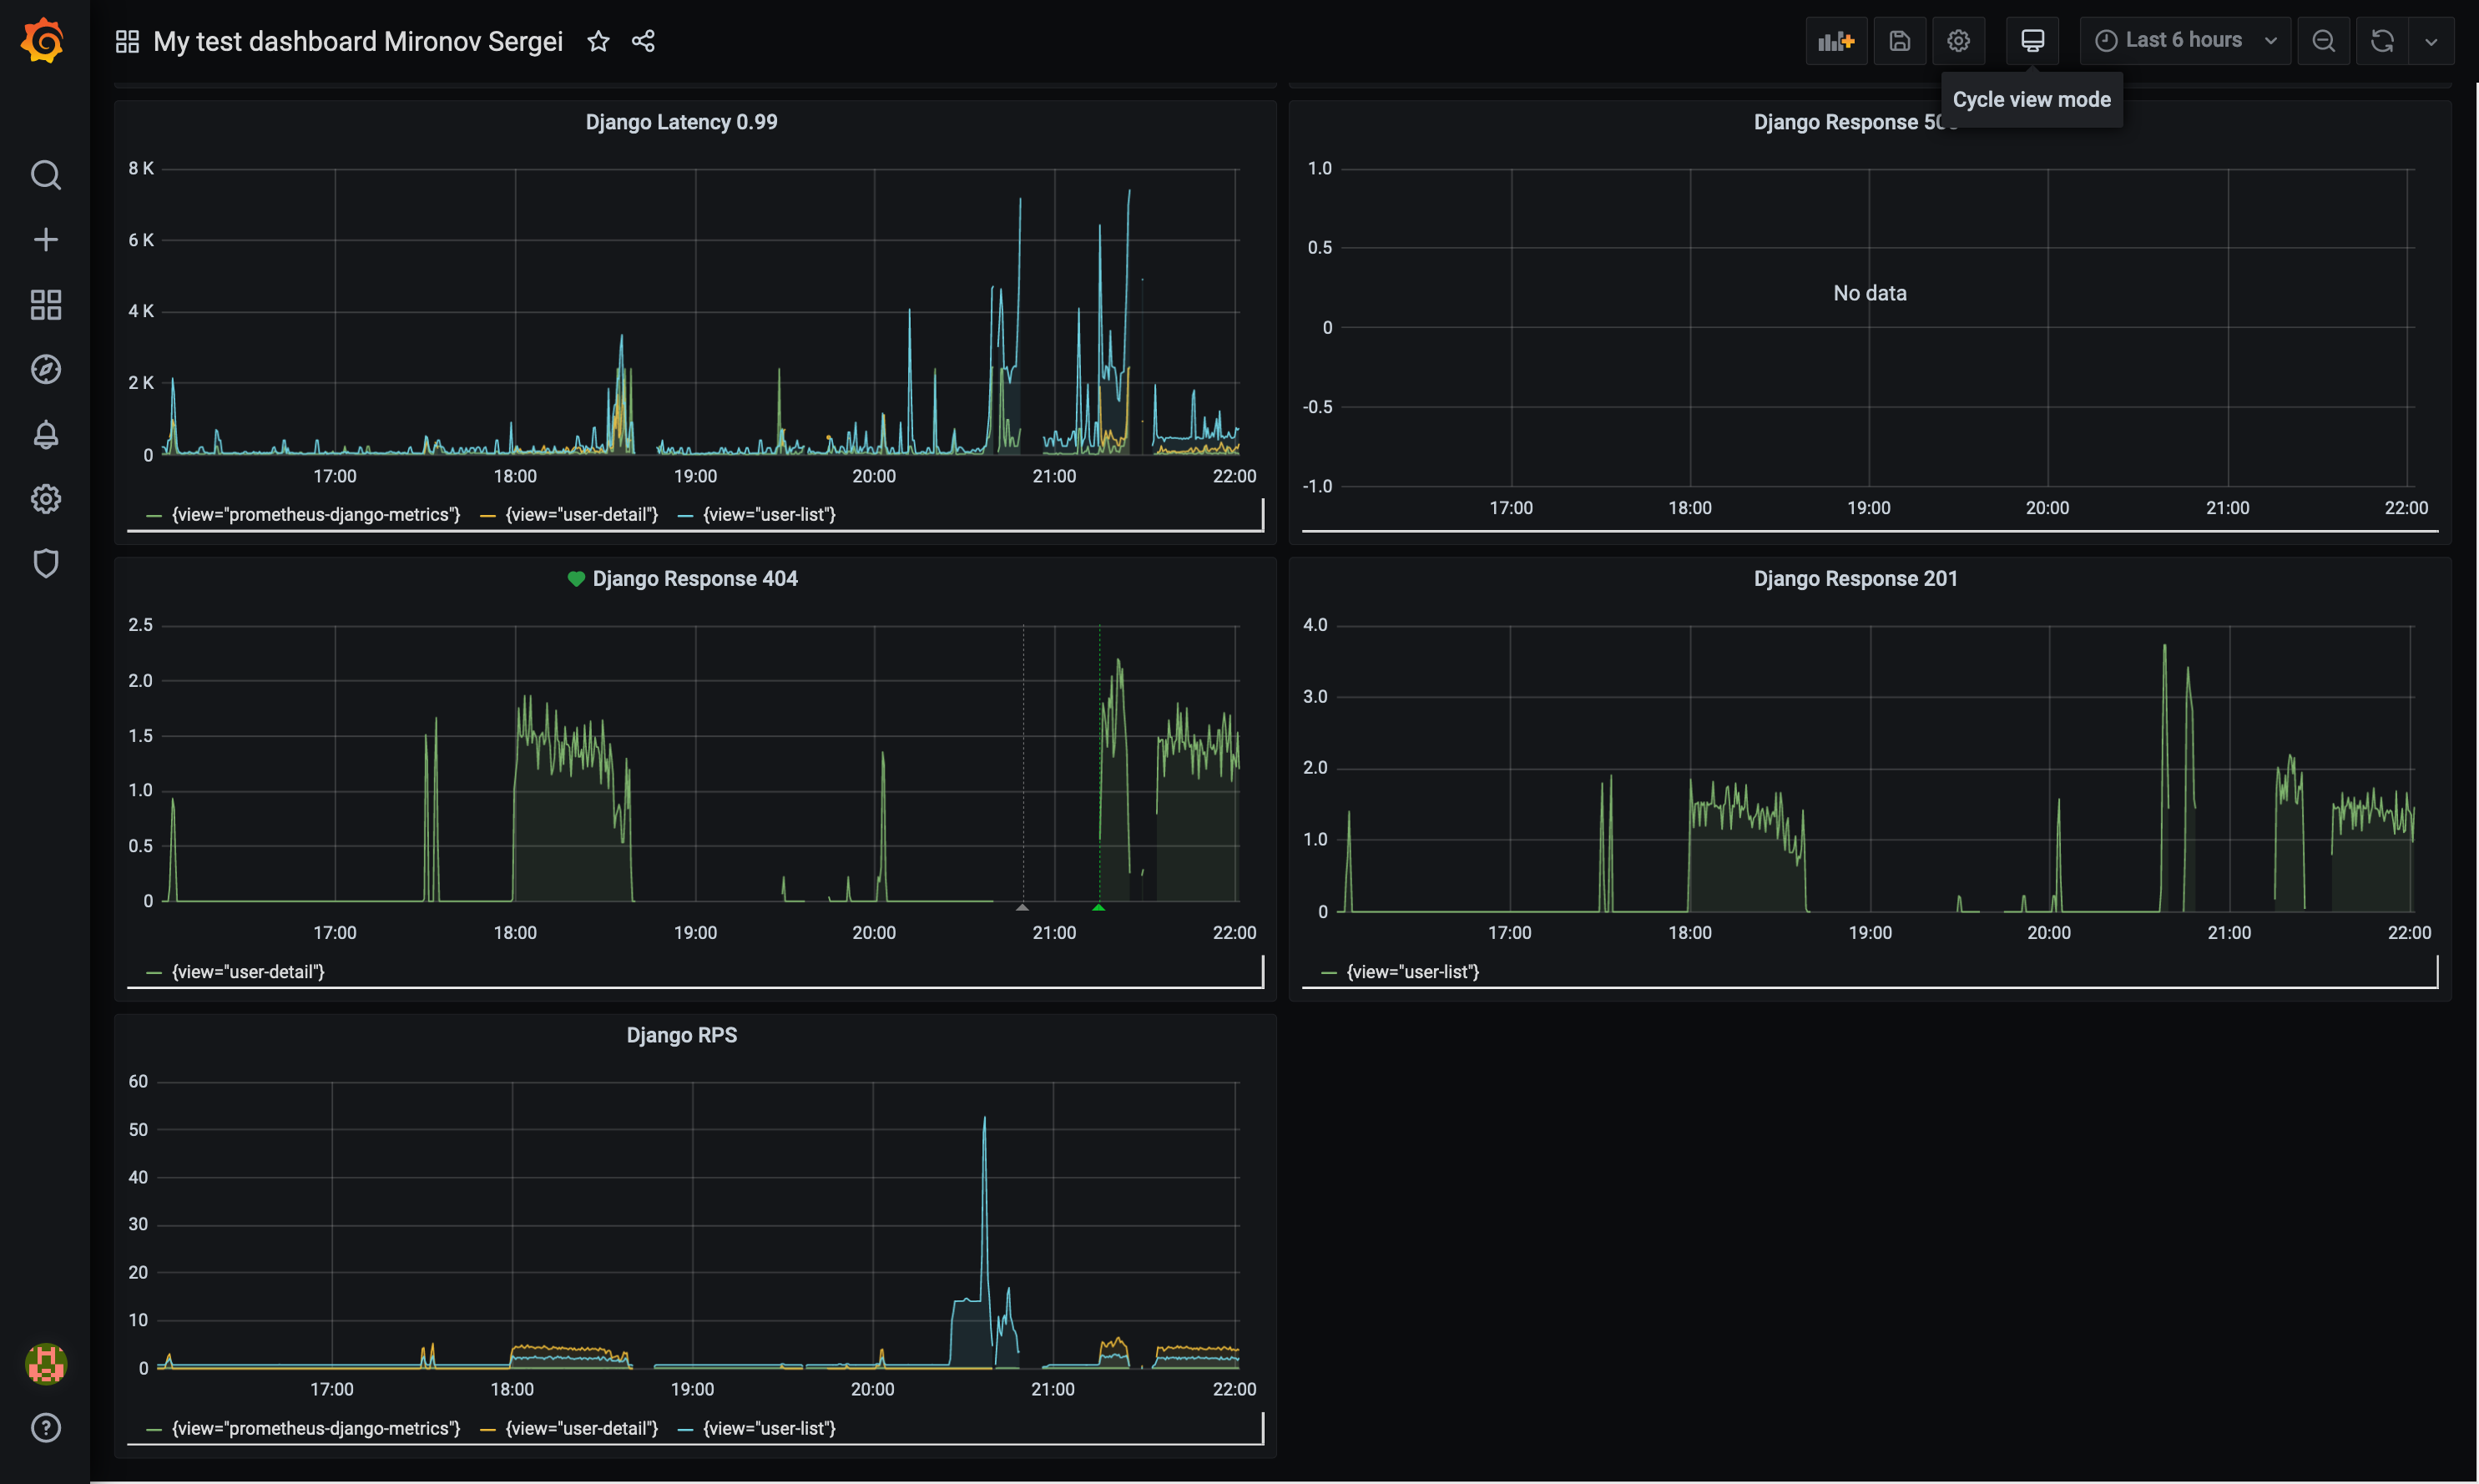 My test dashboard Mironov Sergei
Last 6 hours
Cycle view mode
Django Latency 0.99
8 K
6 K
4 K
2 K
0
17:00 18:00 19:00 20:00 21:00 22:00
{view="prometheus-django-metrics"} {view="user-detail"} {view="user-list"}
Django Response
1.0
0.5
0
-0.5
-1.0
No data
17:00 18:00 19:00 20:00 21:00 22:00
Django Response 404
2.5
2.0
1.5
1.0
0.5
0
17:00 18:00 19:00 20:00 21:00 22:00
{view="user-detail"}
Django Response 201
4.0
3.0
2.0
1.0
0
17:00 18:00 19:00 20:00 21:00 22:00
{view="user-list"}
Django RPS
60
50
40
30
20
10
0
17:00 18:00 19:00 20:00 21:00 22:00
{view="prometheus-django-metrics"} {view="user-detail"} {view="user-list"}